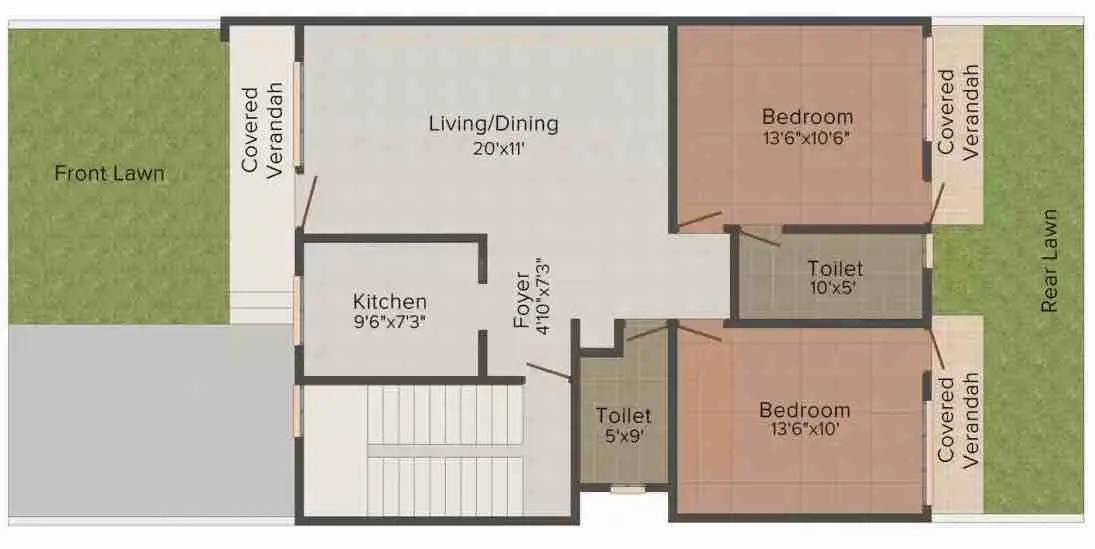 Front Lawn
Covered
Verandah
Living/Dining
20'x11'
Bedroom
13'6"x10'6"
Covered
Verandah
Kitchen
9'6"x7'3"
Foyer
4'10"x7'3"
Toilet
10'x5'
Rear Lawn
Toilet
5'x9'
Bedroom
13'6"x10'
Covered
Verandah